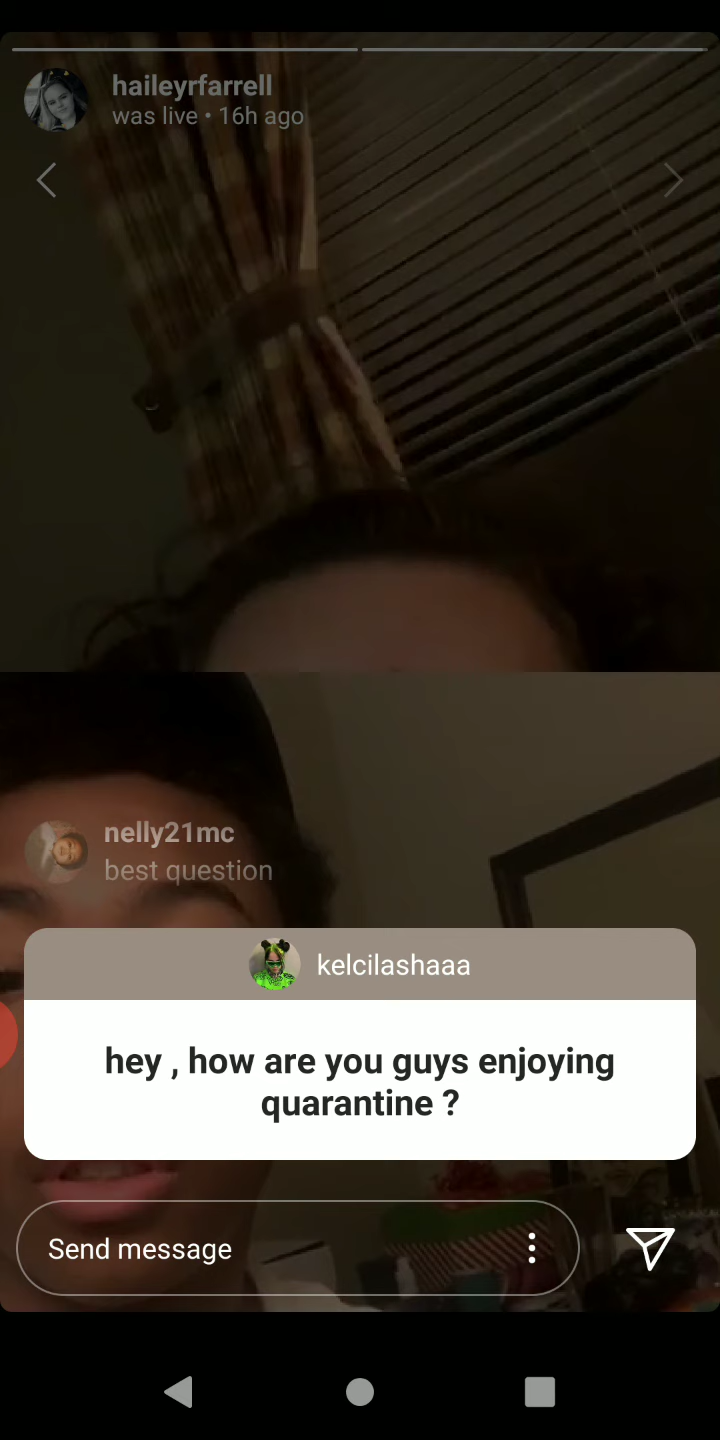 haileyrfarrell
was live • 16h ago
nelly21mc
best question
kelcilashaaa
hey , how are you guys enjoying
quarantine ?
Send message